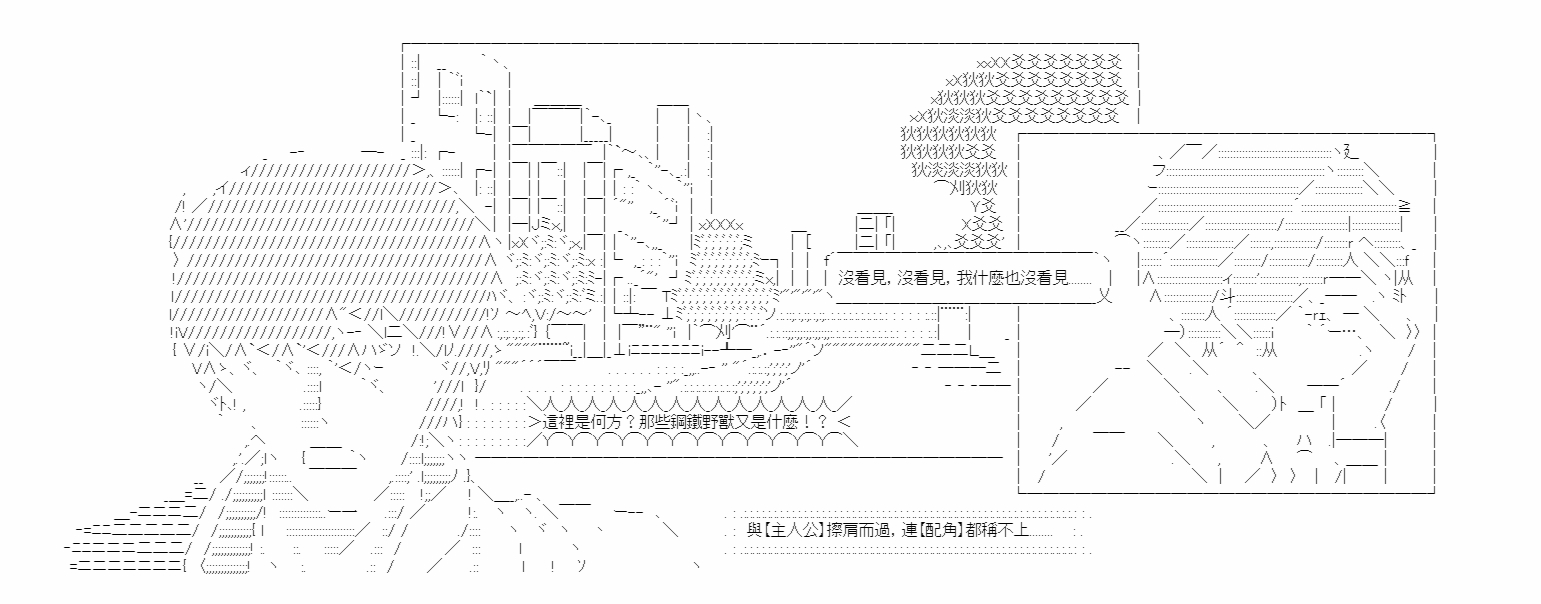 沒看見, 沒看見, 我什麼也沒看見.......
這裡是何方？那些鋼鐵野獸又是什麼！？
與【主人公】擦肩而過, 連【配角】都稱不上.......